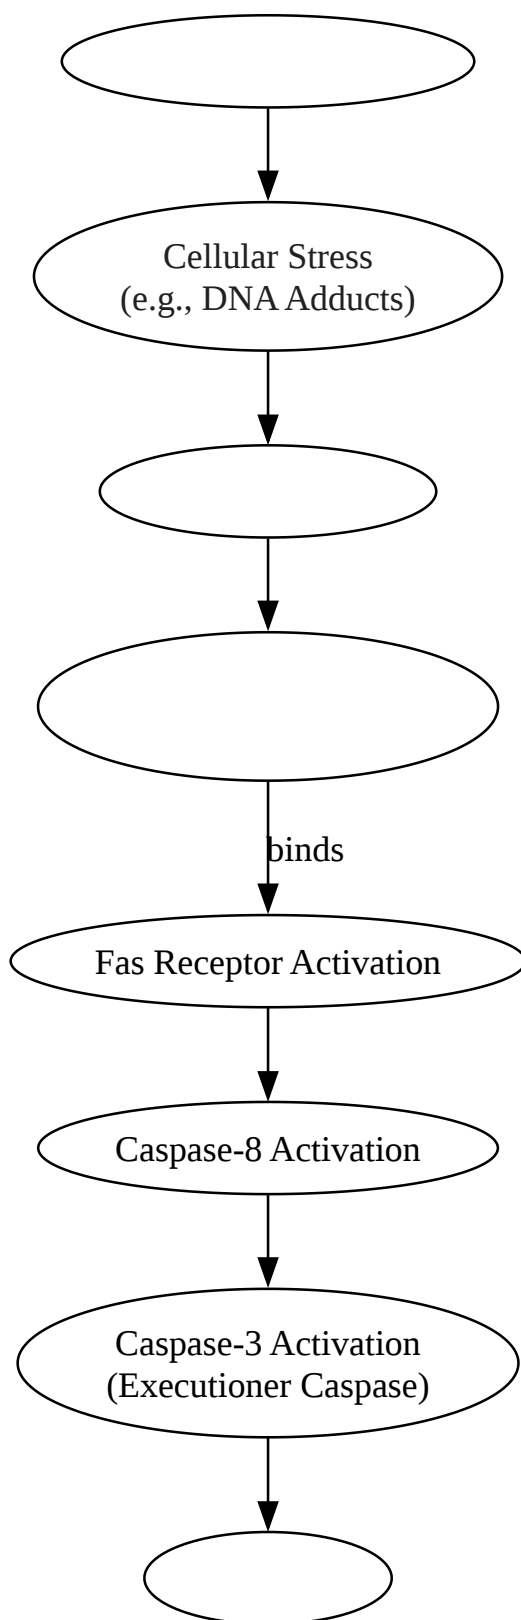 Cellular Stress
(e.g., DNA Adducts)
binds
Fas Receptor Activation
Caspase-8 Activation
Caspase-3 Activation
(Executioner Caspase)